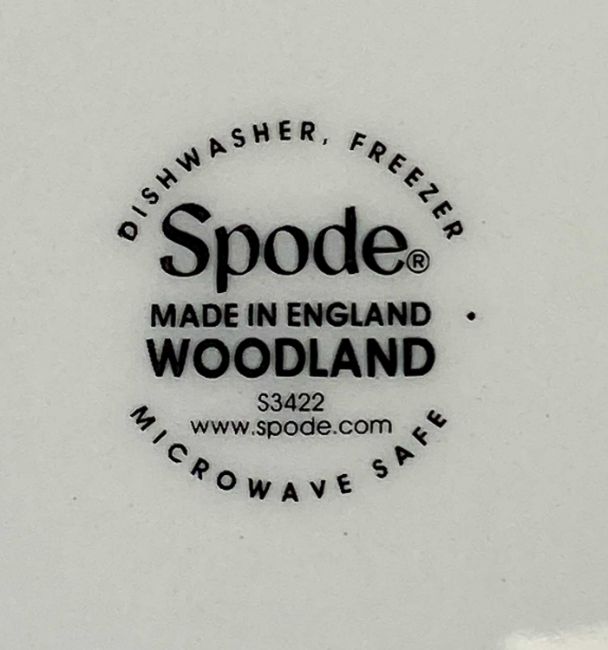 DISHWASHER, FREEZER
Spode®
MADE IN ENGLAND
WOODLAND
S3422
www.spode.com
MICROWAVE SAFE